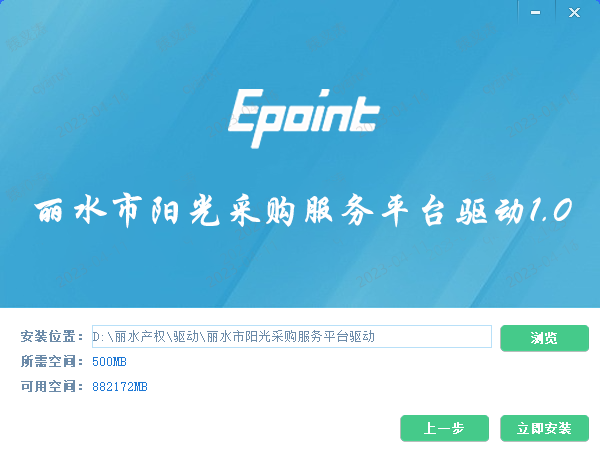 Epoint
丽水市阳光采购服务平台驱动1.0
安装位置： D:\丽水产权\驱动\丽水市阳光采购服务平台驱动 浏览
所需空间： 500MB
可用空间： 882172MB
上一步 立即安装